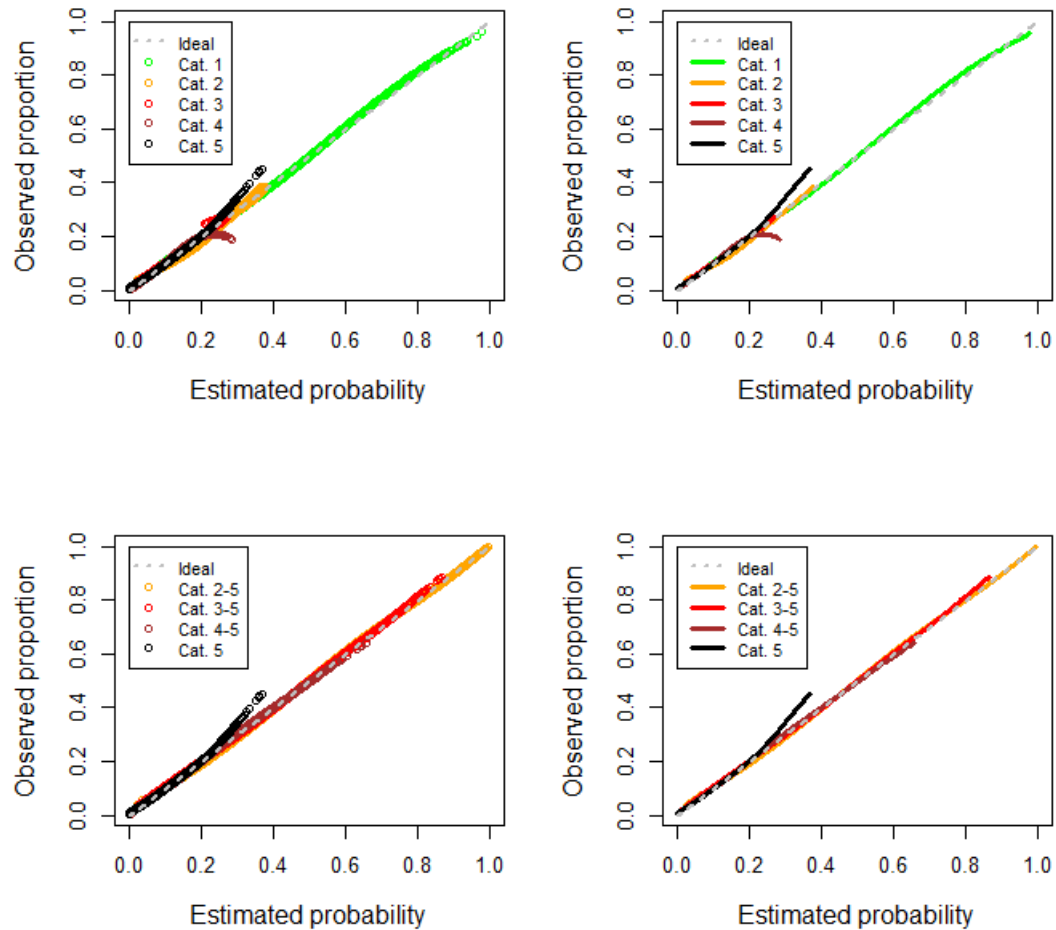 Observed proportion
0.0 0.2 0.4 0.6 0.8 1.0
Ideal
Cat. 1
Cat. 2
Cat. 3
Cat. 4
Cat. 5
0.0 0.2 0.4 0.6 0.8 1.0
Estimated probability
Observed proportion
0.0 0.2 0.4 0.6 0.8 1.0
Ideal
Cat. 1
Cat. 2
Cat. 3
Cat. 4
Cat. 5
0.0 0.2 0.4 0.6 0.8 1.0
Estimated probability
Observed proportion
0.0 0.2 0.4 0.6 0.8 1.0
Ideal
Cat. 2-5
Cat. 3-5
Cat. 4-5
Cat. 5
0.0 0.2 0.4 0.6 0.8 1.0
Estimated probability
Observed proportion
0.0 0.2 0.4 0.6 0.8 1.0
Ideal
Cat. 2-5
Cat. 3-5
Cat. 4-5
Cat. 5
0.0 0.2 0.4 0.6 0.8 1.0
Estimated probability